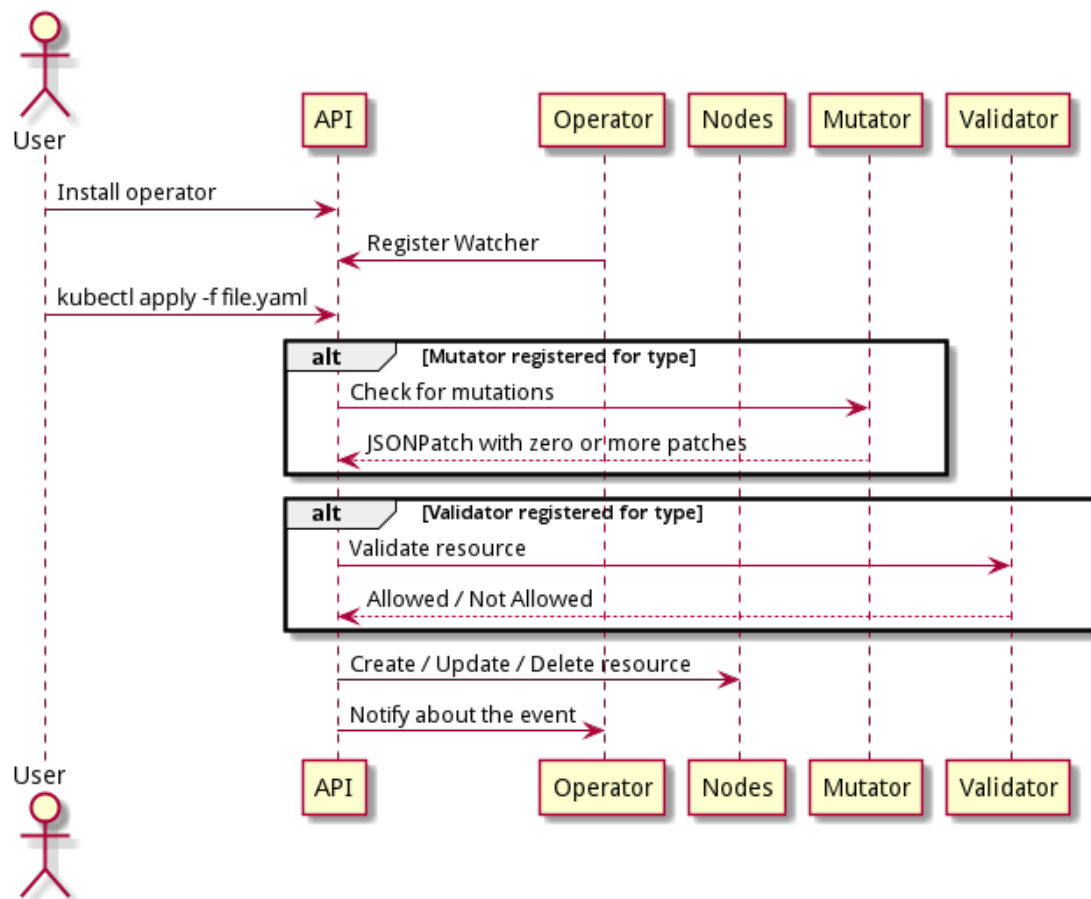 User
API
Operator
Nodes
Mutator
Validator
Install operator
Register Watcher
kubectl apply -f file.yaml
alt [Mutator registered for type]
Check for mutations
JSONPatch with zero or more patches
alt [Validator registered for type]
Validate resource
Allowed / Not Allowed
Create / Update / Delete resource
Notify about the event
User
API
Operator
Nodes
Mutator
Validator